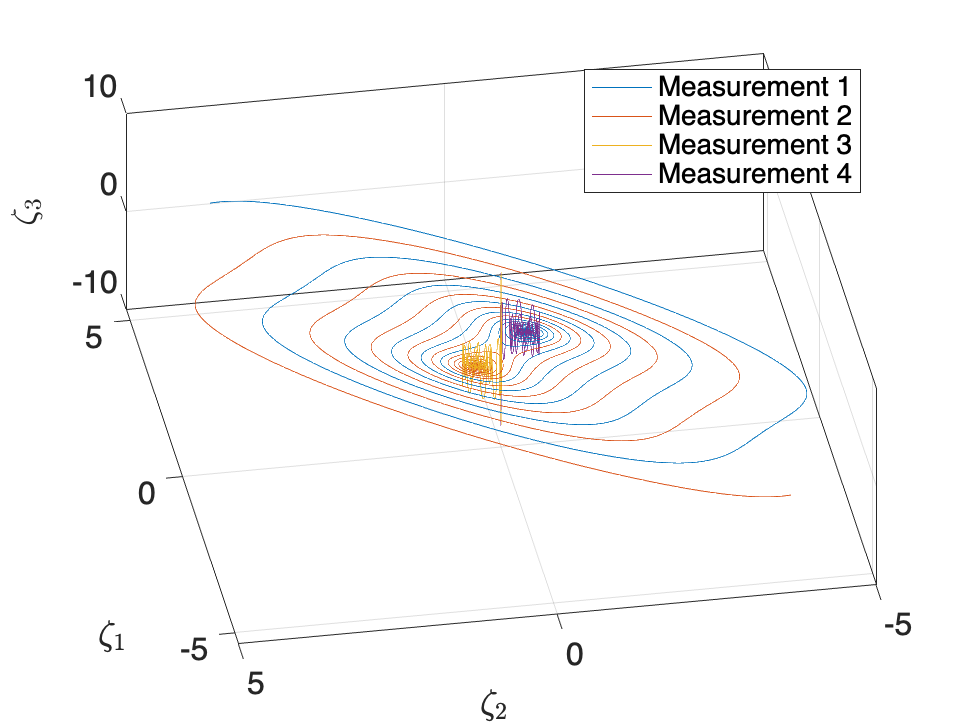 Measurement 1
Measurement 2
Measurement 3
Measurement 4
10
0
-10
ζ3
5
0
-5
ζ1
5
0
-5
ζ2